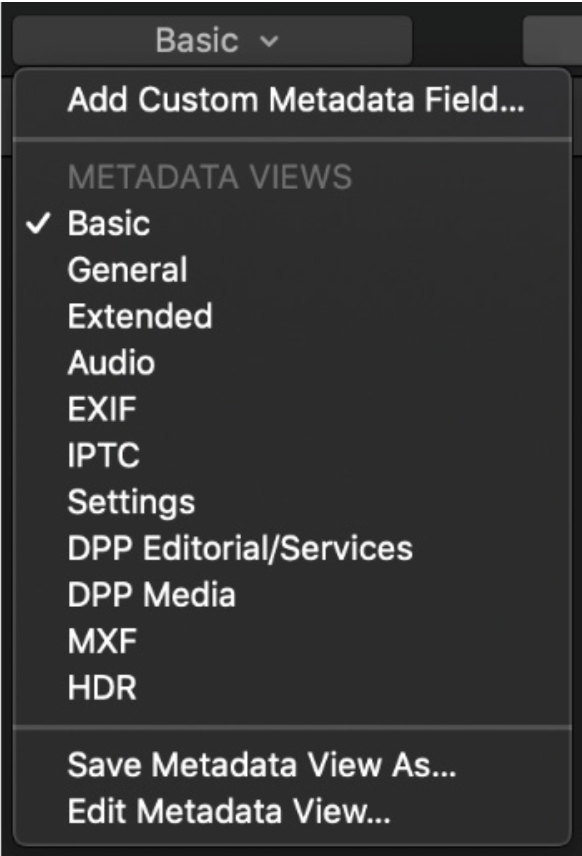 Basic
Add Custom Metadata Field...
METADATA VIEWS
Basic
General
Extended
Audio
EXIF
IPTC
Settings
DPP Editorial/Services
DPP Media
MXF
HDR
Save Metadata View As...
Edit Metadata View...